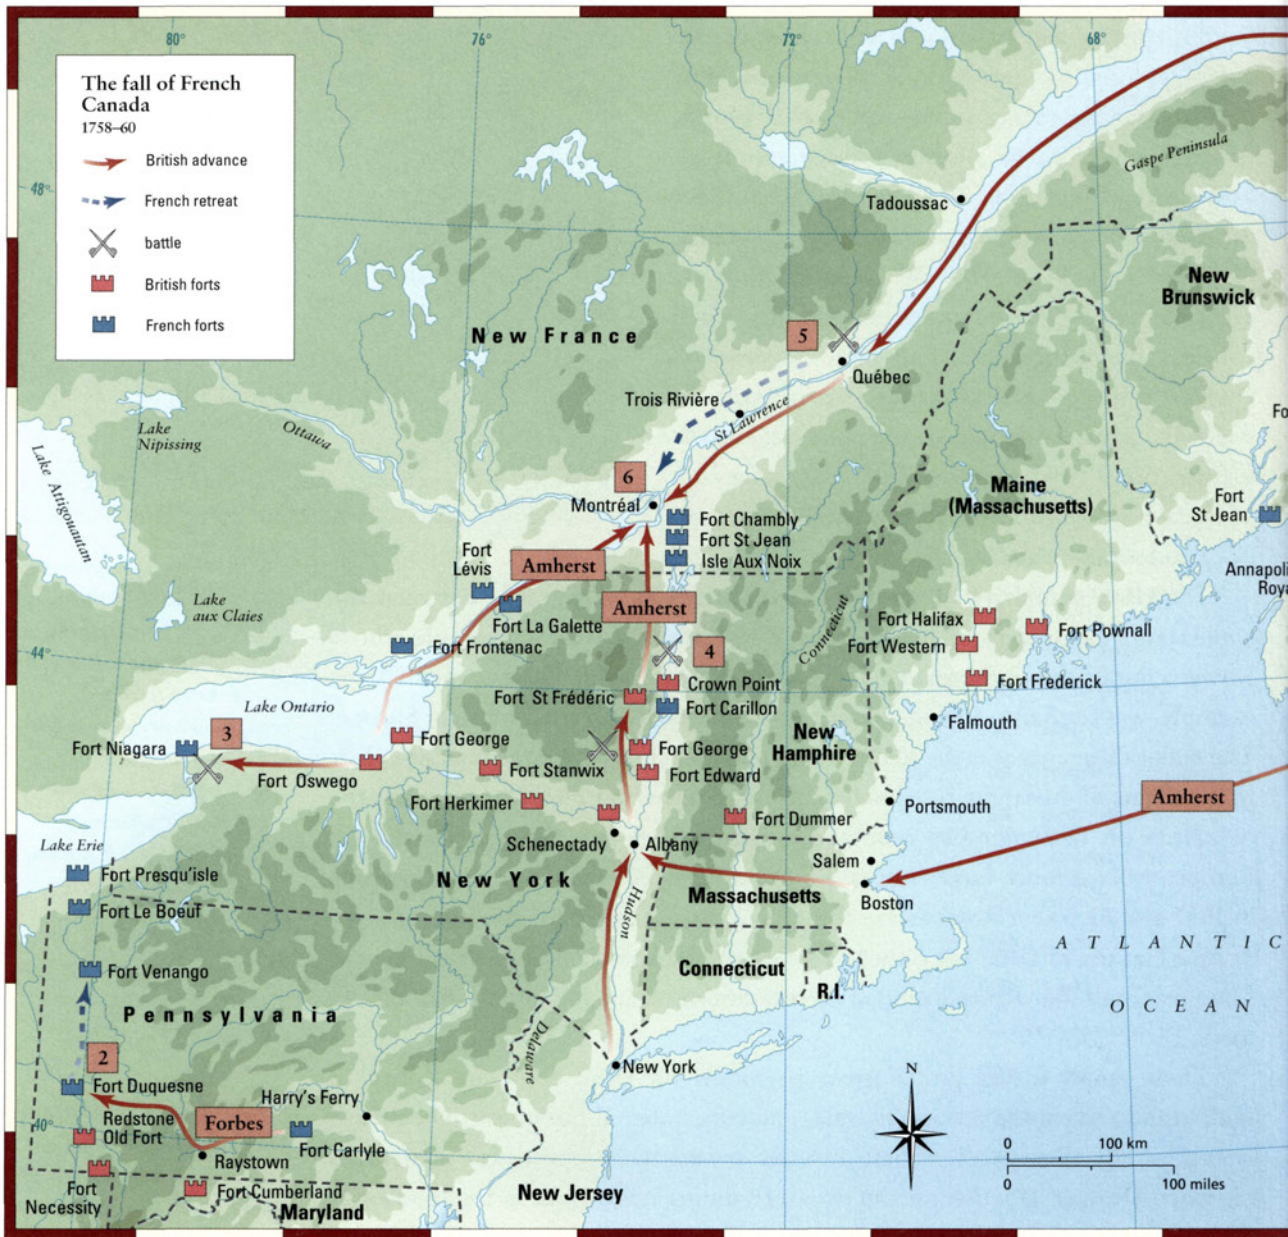 80°
76°
72°
68°
The fall of French
Canada
1758–60
British advance
French retreat
battle
British forts
French forts
48°
Gaspe Peninsula
Tadoussac
New
Brunswick
New France
5
Québec
Trois Rivière
St Lawrence
Lake
Nipissing
Ottawa
Lake Attigouautan
6
Montréal
Maine
(Massachusetts)
Fort
St Jean
Fort Chambly
Fort St Jean
Isle Aux Noix
Fort
Lévis
Amherst
Amherst
Annapoli
Roya
Lake
aux Claies
Fort La Galette
Connecticut
Fort Halifax
Fort Pownall
44°
Fort Frontenac
4
Fort Western
Crown Point
Fort Frederick
Fort St Frédéric
Fort Carillon
Lake Ontario
Falmouth
3
Fort Niagara
Fort George
New
Hamphire
Fort George
Fort Oswego
Fort Stanwix
Fort Edward
Amherst
Fort Herkimer
Portsmouth
Fort Dummer
Lake Erie
Schenectady
Albany
Salem
Fort Presqu'isle
New York
Massachusetts
Boston
Fort Le Boeuf
Hudson
ATLANTIC
OCEAN
Fort Venango
Connecticut
R.I.
Pennsylvania
Delaware
2
New York
N
Fort Duquesne
Harry's Ferry
40°
Redstone
Old Fort
Forbes
Fort Carlyle
Raystown
0 100 km
0 100 miles
Fort
Necessity
Fort Cumberland
New Jersey
Maryland